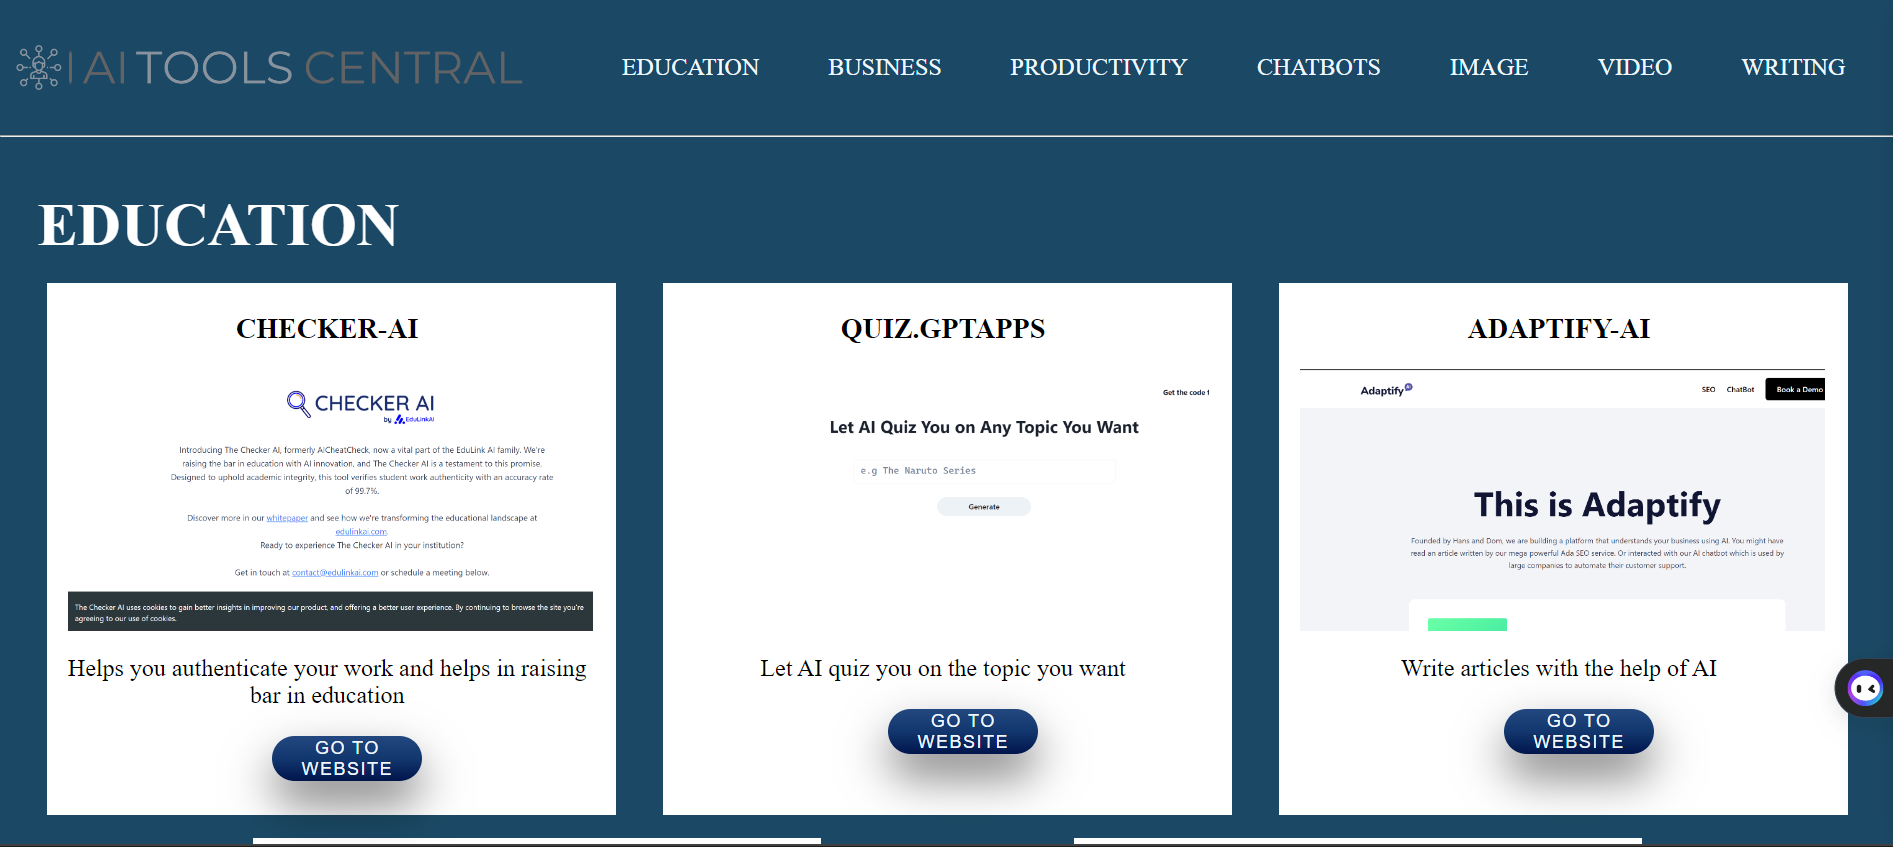 AI TOOLS CENTRAL
EDUCATION
BUSINESS
PRODUCTIVITY
CHATBOTS
IMAGE
VIDEO
WRITING
EDUCATION
CHECKER-AI
CHECKER AI
by EduLinkAI
Introducing The Checker AI, formerly AICheatCheck, now a vital part of the EduLink AI family. We're
raising the bar in education with AI innovation, and The Checker AI is a testament to this promise.
Designed to uphold academic integrity, this tool verifies student work authenticity with an accuracy rate
of 99.7%.
Discover more in our whitepaper and see how we're transforming the educational landscape at
edulinkai.com.
Ready to experience The Checker AI in your institution?
Get in touch at contact@edulinkai.com or schedule a meeting below.
The Checker AI uses cookies to gain better insights in improving our product, and offering a better user experience. By continuing to browse the site you're
agreeing to our use of cookies.
Helps you authenticate your work and helps in raising
bar in education
GO TO
WEBSITE
QUIZ.GPTAPPS
Get the code f
Let AI Quiz You on Any Topic You Want
e.g The Naruto Series
Generate
Let AI quiz you on the topic you want
GO TO
WEBSITE
ADAPTIFY-AI
Adaptify AI
SEO
ChatBot
Book a Demo
This is Adaptify
Founded by Hans and Dom, we are building a platform that understands your business using AI. You might have
read an article written by our mega powerful Ada SEO service. Or interacted with our AI chatbot which is used by
large companies to automate their customer support.
Write articles with the help of AI
GO TO
WEBSITE